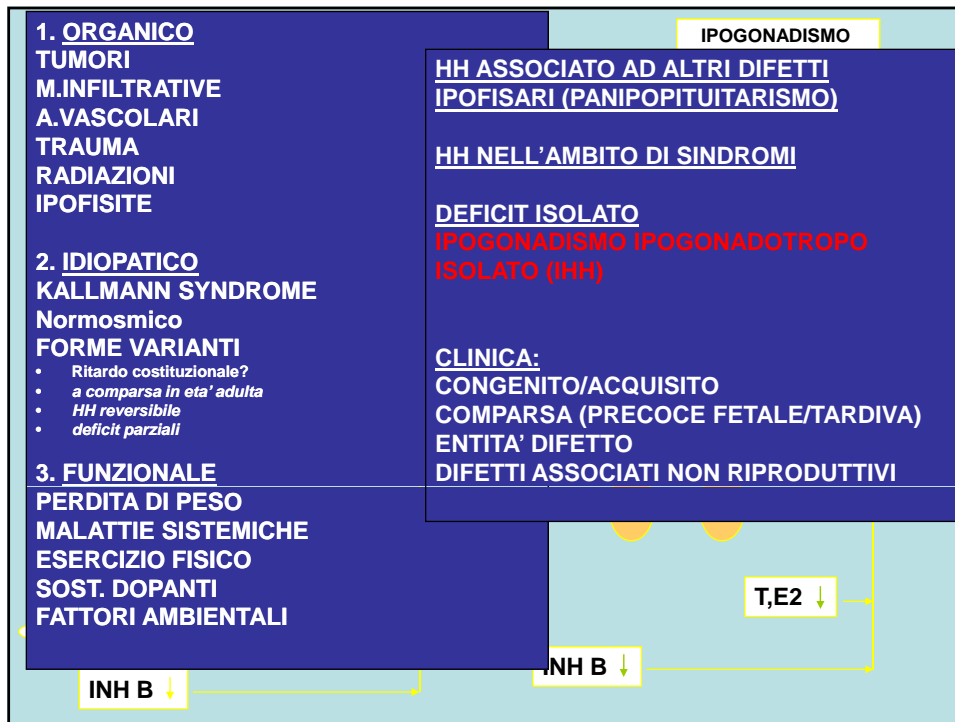 1. ORGANICO
TUMORI
M.INFILTRATIVE
A.VASCOLARI
TRAUMA
RADIAZIONI
IPOFISITE
2. IDIOPATICO
KALLMANN SYNDROME
Normosmico
FORME VARIANTI
• Ritardo costituzionale?
• a comparsa in eta' adulta
• HH reversibile
• deficit parziali
3. FUNZIONALE
PERDITA DI PESO
MALATTIE SISTEMICHE
ESERCIZIO FISICO
SOST. DOPANTI
FATTORI AMBIENTALI
IPOGONADISMO
HH ASSOCIATO AD ALTRI DIFETTI
IPOFISARI (PANIPOPITUITARISMO)
HH NELL'AMBITO DI SINDROMI
DEFICIT ISOLATO
IPOGONADISMO IPOGONADOTROPO
ISOLATO (IHH)
CLINICA:
CONGENITO/ACQUISITO
COMPARSA (PRECOCE FETALE/TARDIVA)
ENTITA' DIFETTO
DIFETTI ASSOCIATI NON RIPRODUTTIVI
T,E2 ↓
INH B ↓
INH B ↓